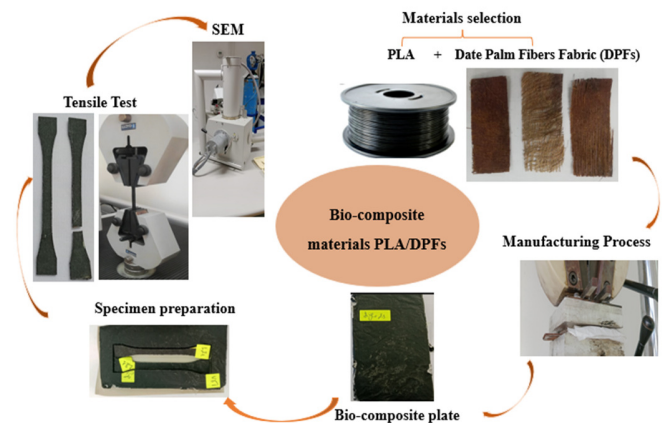 Materials selection
SEM
PLA + Date Palm Fibers Fabric (DPFs)
Tensile Test
Bio-composite
materials PLA/DPFs
Manufacturing Process
Specimen preparation
Bio-composite plate